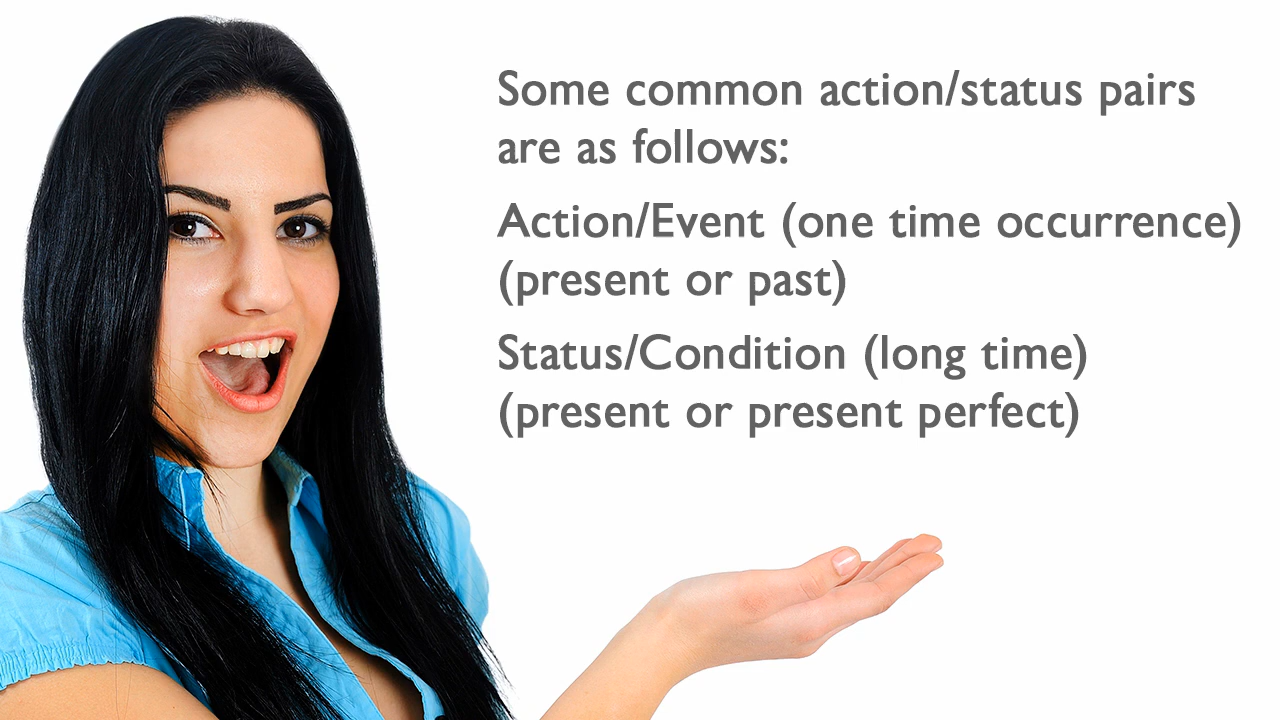 Some common action/status pairs
are as follows:
Action/Event (one time occurrence)
(present or past)
Status/Condition (long time)
(present or present perfect)